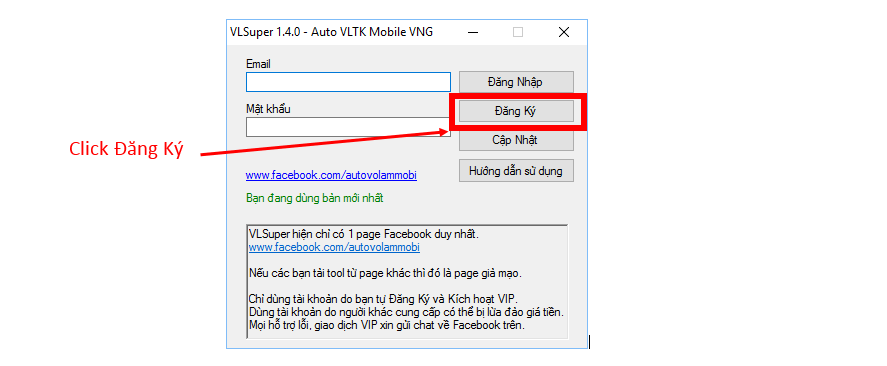 VLSuper 1.4.0 - Auto VLTK Mobile VNG
Email
Đăng Nhập
Mật khẩu
Đăng Ký
Click Đăng Ký
Cập Nhật
www.facebook.com/autovolammobi
Hướng dẫn sử dụng
Bạn đang dùng bản mới nhất
VLSuper hiện chỉ có 1 page Facebook duy nhất.
www.facebook.com/autovolammobi
Nếu các bạn tải tool từ page khác thì đó là page giả mạo.
Chỉ dùng tài khoản do bạn tự Đăng Ký và Kích hoạt VIP.
Dùng tài khoản do người khác cung cấp có thể bị lừa đảo giá tiền.
Mọi hỗ trợ lỗi, giao dịch VIP xin gửi chat về Facebook trên.